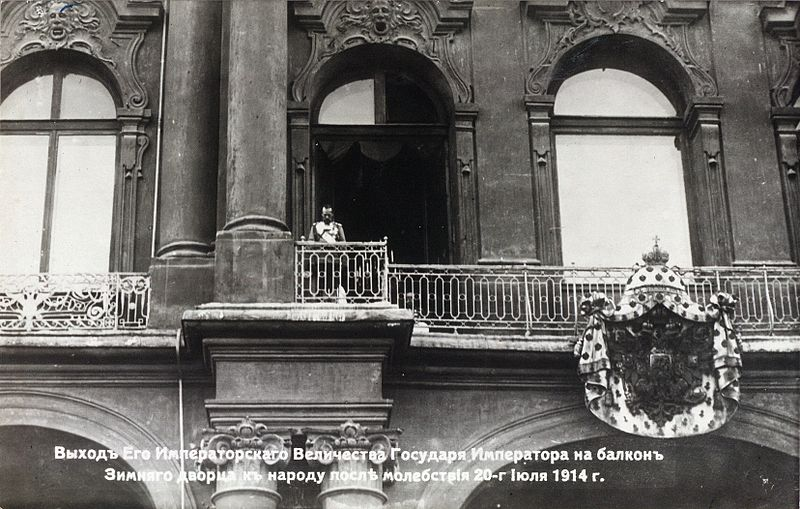 Выходъ Его Императорскаго Величества Государя Императора на балконъ
Зимняго дворца къ народу послѣ молебствія 20-г Іюля 1914 г.